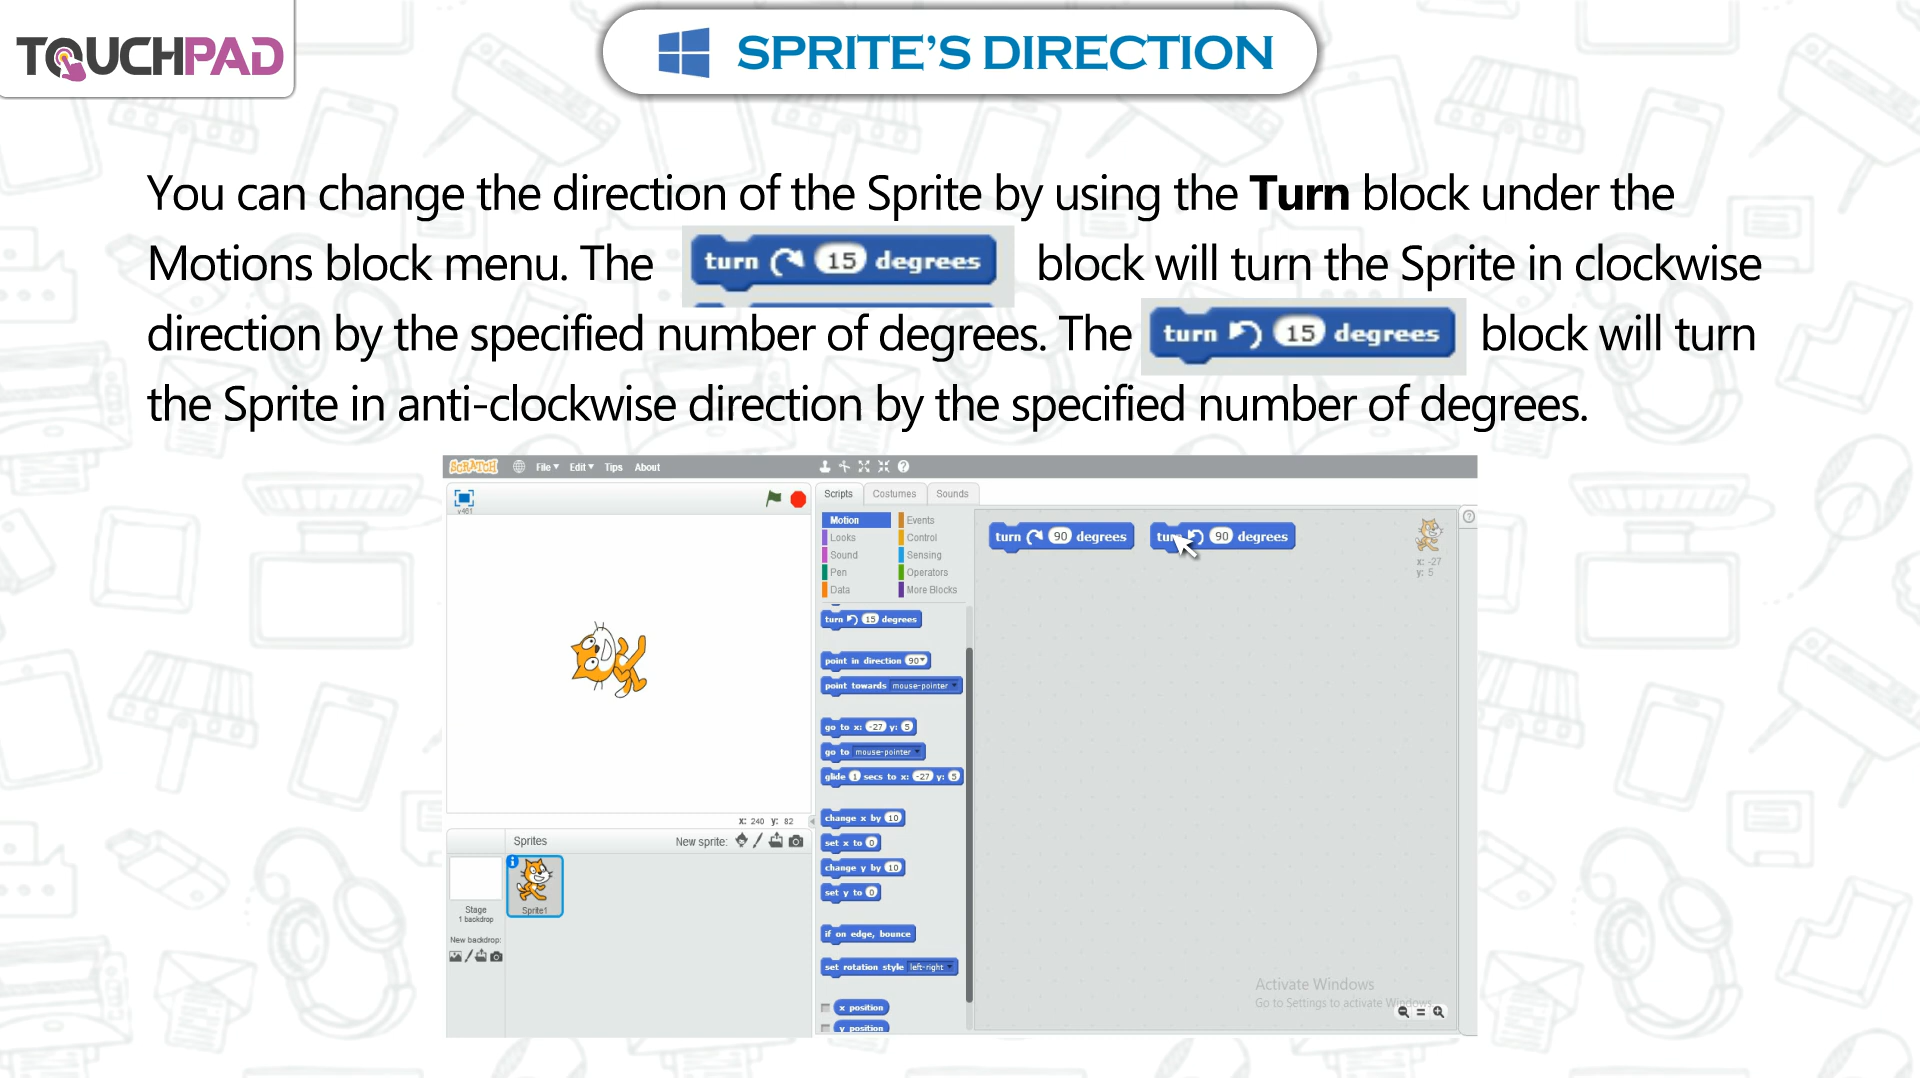 TOUCHPAD
SPRITE'S DIRECTION
You can change the direction of the Sprite by using the Turn block under the
Motions block menu. The turn 15 degrees block will turn the Sprite in clockwise
direction by the specified number of degrees. The turn 15 degrees block will turn
the Sprite in anti-clockwise direction by the specified number of degrees.
SCRATCH File Edit Tips About
v461
Scripts Costumes Sounds
Motion Events
Looks Control
Sound Sensing
Pen Operators
Data More Blocks
turn 15 degrees
point in direction 90
point towards mouse-pointer
go to x: -27 y: 5
go to mouse-pointer
glide 1 secs to x: -27 y: 5
change x by 10
set x to 0
change y by 10
set y to 0
if on edge, bounce
set rotation style left-right
x position
y position
turn 90 degrees turn 90 degrees
x: -27
y: 5
X: 240 y: 82
Sprites New sprite:
Stage
1 backdrop
New backdrop:
Sprite1
Activate Windows
Go to Settings to activate Windows.